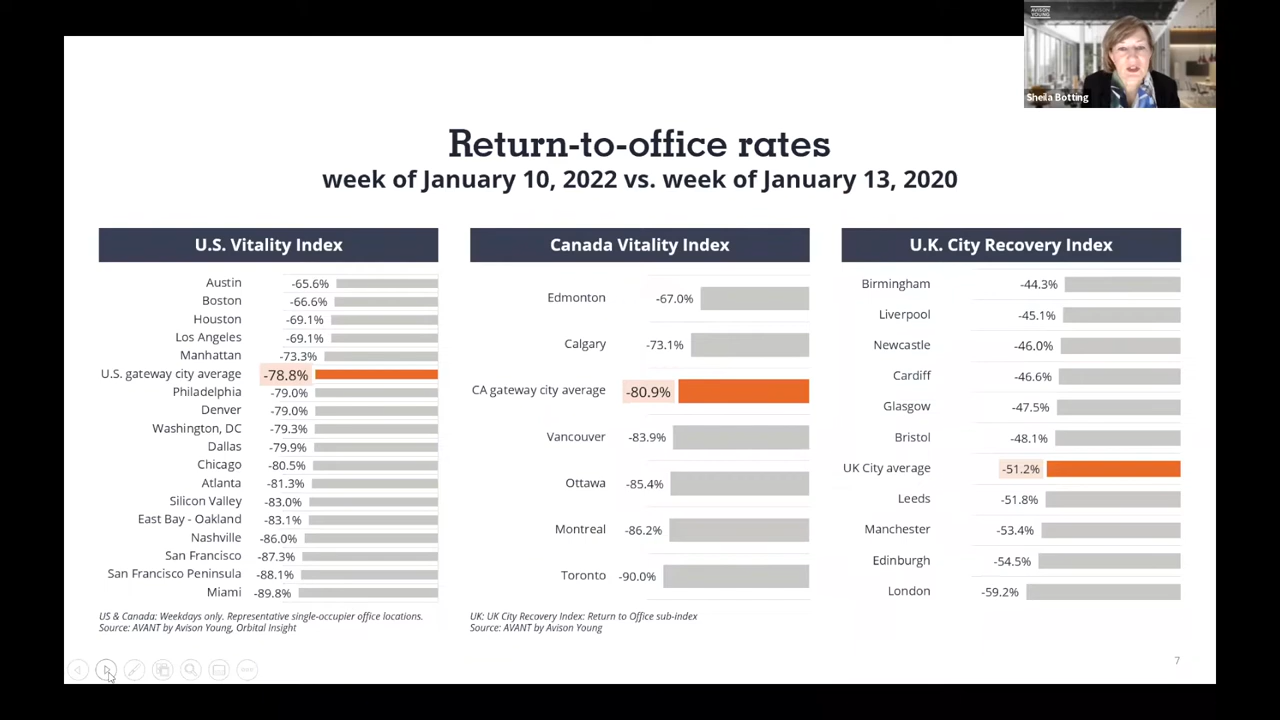 AVISON
YOUNG
Sheila Botting
Return-to-office rates
week of January 10, 2022 vs. week of January 13, 2020
U.S. Vitality Index
Austin -65.6%
Boston -66.6%
Houston -69.1%
Los Angeles -69.1%
Manhattan -73.3%
U.S. gateway city average -78.8%
Philadelphia -79.0%
Denver -79.0%
Washington, DC -79.3%
Dallas -79.9%
Chicago -80.5%
Atlanta -81.3%
Silicon Valley -83.0%
East Bay - Oakland -83.1%
Nashville -86.0%
San Francisco -87.3%
San Francisco Peninsula -88.1%
Miami -89.8%
US & Canada: Weekdays only. Representative single-occupier office locations.
Source: AVANT by Avison Young, Orbital Insight
Canada Vitality Index
Edmonton -67.0%
Calgary -73.1%
CA gateway city average -80.9%
Vancouver -83.9%
Ottawa -85.4%
Montreal -86.2%
Toronto -90.0%
UK: UK City Recovery Index: Return to Office sub-index
Source: AVANT by Avison Young
U.K. City Recovery Index
Birmingham -44.3%
Liverpool -45.1%
Newcastle -46.0%
Cardiff -46.6%
Glasgow -47.5%
Bristol -48.1%
UK City average -51.2%
Leeds -51.8%
Manchester -53.4%
Edinburgh -54.5%
London -59.2%
7